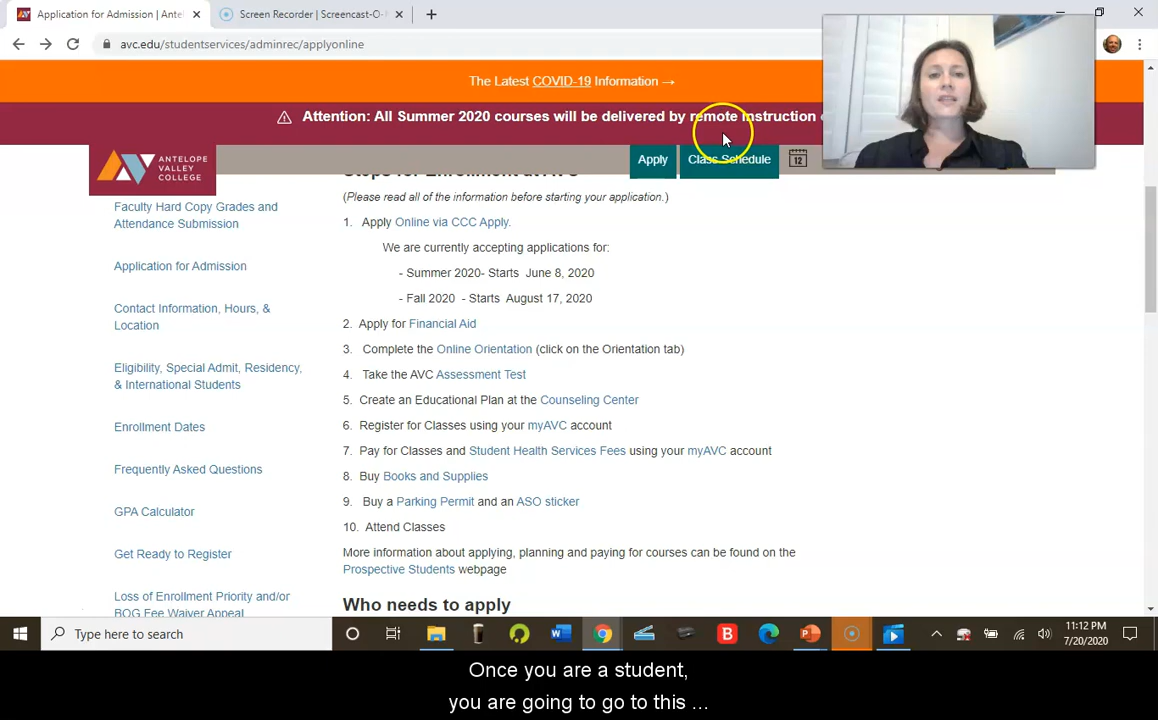 Application for Admission | Antel
Screen Recorder | Screencast-O-
avc.edu/studentservices/adminrec/applyonline
The Latest COVID-19 Information →
Attention: All Summer 2020 courses will be delivered by remote instruction
ANTELOPE
VALLEY
COLLEGE
Apply
Class Schedule
12
Steps for Enrollment at AVC
(Please read all of the information before starting your application.)
1. Apply Online via CCC Apply.
We are currently accepting applications for:
- Summer 2020- Starts June 8, 2020
- Fall 2020 - Starts August 17, 2020
2. Apply for Financial Aid
3. Complete the Online Orientation (click on the Orientation tab)
4. Take the AVC Assessment Test
5. Create an Educational Plan at the Counseling Center
6. Register for Classes using your myAVC account
7. Pay for Classes and Student Health Services Fees using your myAVC account
8. Buy Books and Supplies
9. Buy a Parking Permit and an ASO sticker
10. Attend Classes
More information about applying, planning and paying for courses can be found on the
Prospective Students webpage
Who needs to apply
Faculty Hard Copy Grades and
Attendance Submission
Application for Admission
Contact Information, Hours, &
Location
Eligibility, Special Admit, Residency,
& International Students
Enrollment Dates
Frequently Asked Questions
GPA Calculator
Get Ready to Register
Loss of Enrollment Priority and/or
BOG Fee Waiver Appeal
Type here to search
11:12 PM
7/20/2020
Once you are a student,
you are going to go to this ...